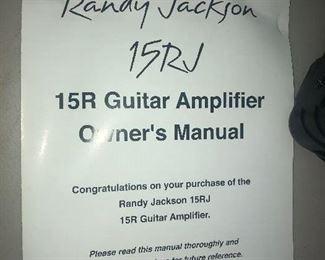 Randy Jackson
15RJ
15R Guitar Amplifier
Owner's Manual
Congratulations on your purchase of the
Randy Jackson 15RJ
15R Guitar Amplifier.
Please read this manual thoroughly and
for future reference.